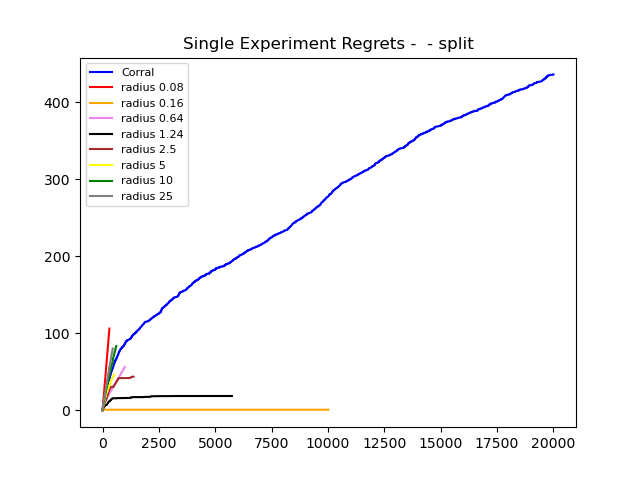 Single Experiment Regrets -  - split
Corral
radius 0.08
radius 0.16
radius 0.64
radius 1.24
radius 2.5
radius 5
radius 10
radius 25
400
300
200
100
0
0 2500 5000 7500 10000 12500 15000 17500 20000